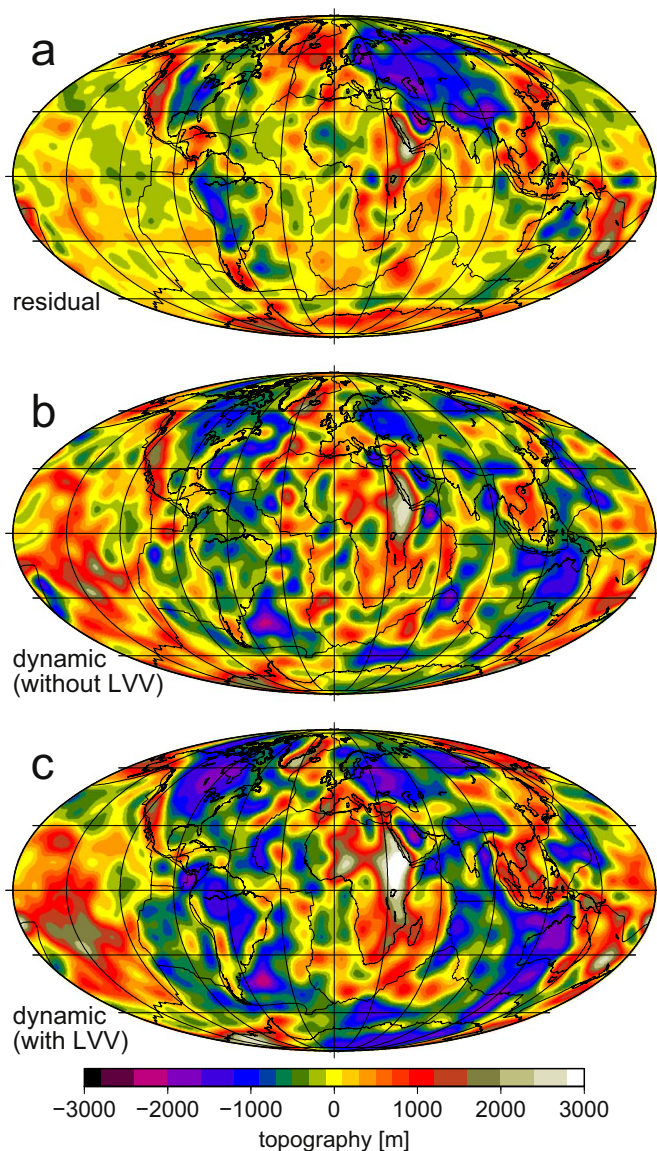 a
residual
b
dynamic
(without LVV)
c
dynamic
(with LVV)
−3000 −2000 −1000 0 1000 2000 3000
topography [m]